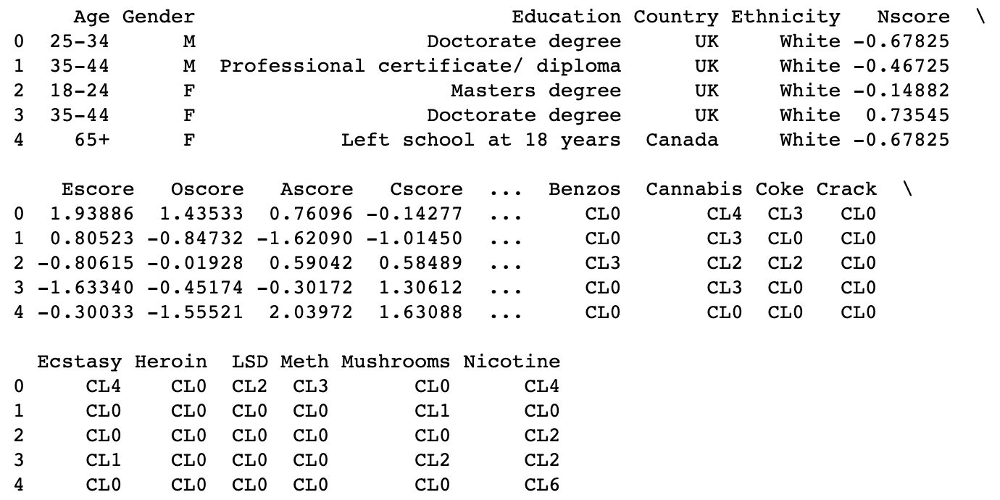 Age Gender Education Country Ethnicity Nscore \
0 25-34 M Doctorate degree UK White -0.67825
1 35-44 M Professional certificate/ diploma UK White -0.46725
2 18-24 F Masters degree UK White -0.14882
3 35-44 F Doctorate degree UK White 0.73545
4 65+ F Left school at 18 years Canada White -0.67825
Escore Oscore Ascore Cscore ... Benzos Cannabis Coke Crack \
0 1.93886 1.43533 0.76096 -0.14277 ... CL0 CL4 CL3 CL0
1 0.80523 -0.84732 -1.62090 -1.01450 ... CL0 CL3 CL0 CL0
2 -0.80615 -0.01928 0.59042 0.58489 ... CL3 CL2 CL2 CL0
3 -1.63340 -0.45174 -0.30172 1.30612 ... CL0 CL3 CL0 CL0
4 -0.30033 -1.55521 2.03972 1.63088 ... CL0 CL0 CL0 CL0
Ecstasy Heroin LSD Meth Mushrooms Nicotine
0 CL4 CL0 CL2 CL3 CL0 CL4
1 CL0 CL0 CL0 CL0 CL1 CL0
2 CL0 CL0 CL0 CL0 CL0 CL2
3 CL1 CL0 CL0 CL0 CL2 CL2
4 CL0 CL0 CL0 CL0 CL0 CL6